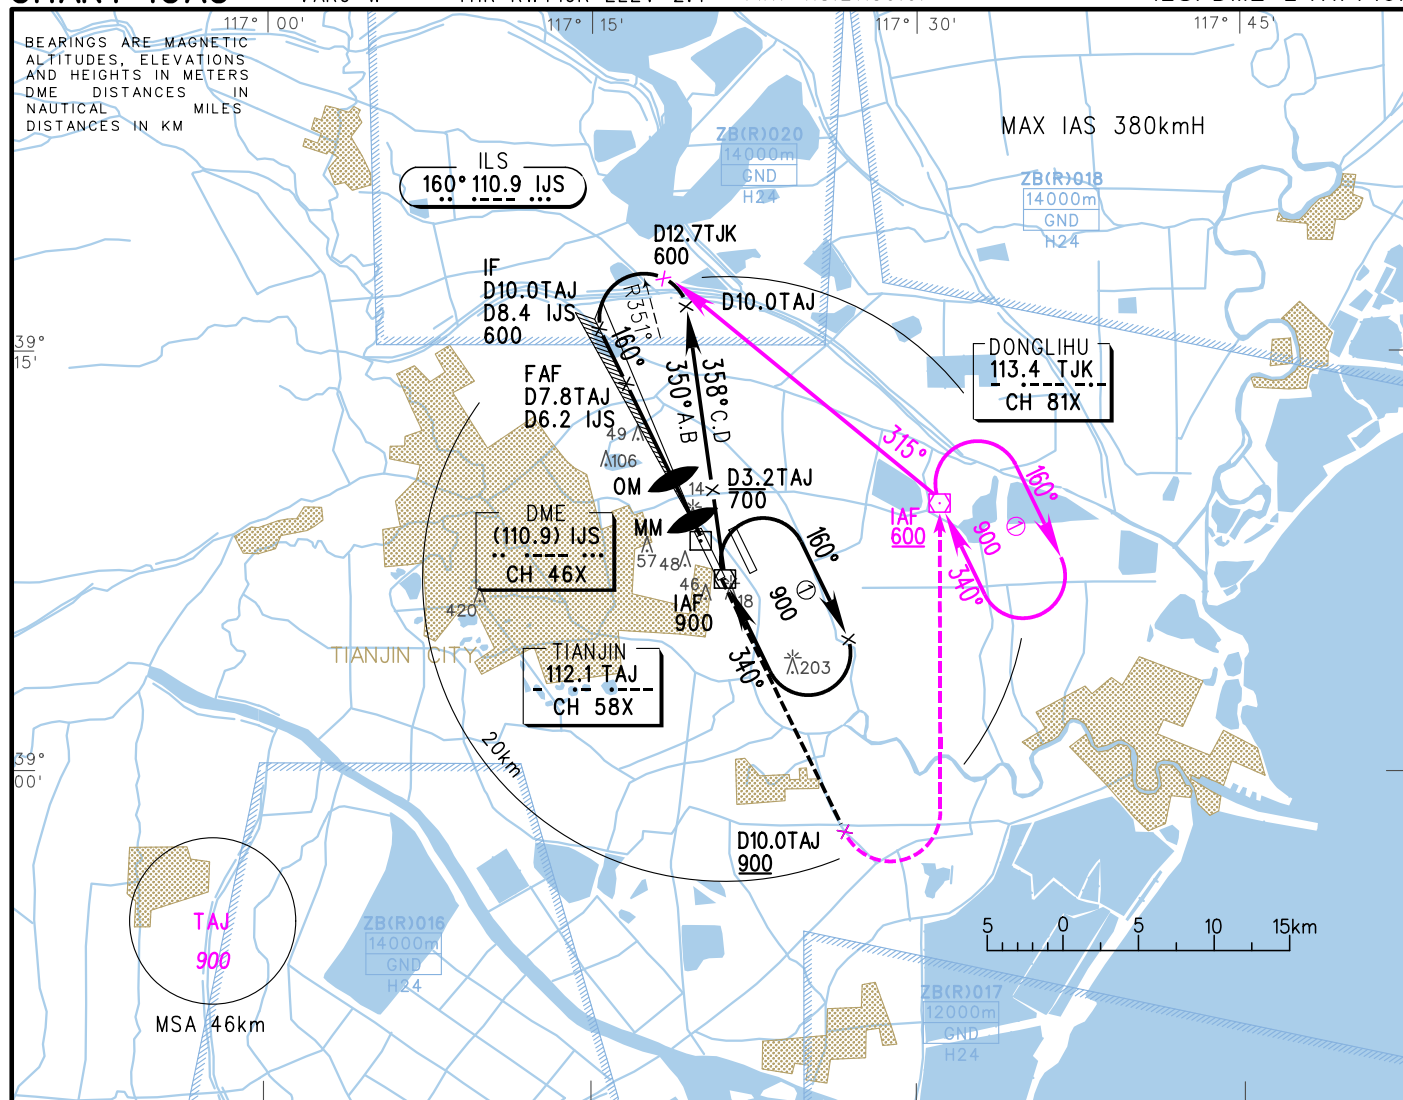 117° 00'
117° 15'
117° 30'
117° 45'
BEARINGS ARE MAGNETIC
ALTITUDES, ELEVATIONS
AND HEIGHTS IN METERS
DME DISTANCES IN
NAUTICAL MILES
DISTANCES IN KM
MAX IAS 380kmH
ZB(R)020
14000m
GND
H24
ZB(R)018
14000m
GND
H24
ILS
160° 110.9 IJS
D12.7TJK
600
IF
D10.0TAJ
D8.4 IJS
600
D10.0TAJ
R351°
160°
39°
15'
DONGLIHU
113.4 TJK
CH 81X
FAF
D7.8TAJ
D6.2 IJS
350° A.B
358° C.D
315°
49
106
OM
14
D3.2TAJ
700
MM
DME
(110.9) IJS
CH 46X
IAF
600
160°
900
1
340°
57
48
46
18
420
IAF
900
160°
900
1
340°
203
TIANJIN CITY
TIANJIN
112.1 TAJ
CH 58X
20km
39°
00'
D10.0TAJ
900
TAJ
900
MSA 46km
ZB(R)016
14000m
GND
H24
5 0 5 10 15km
ZB(R)017
12000m
GND
H24